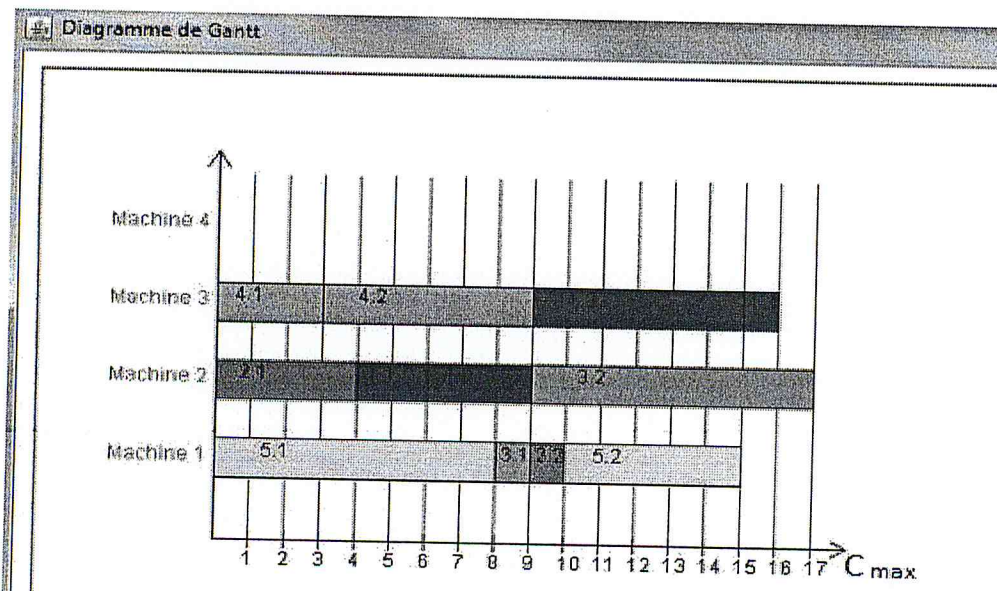 Diagramme de Gantt
Machine 4
Machine 3 4.1 4.2
Machine 2 2.1 3.2
Machine 1 5.1 3.1 5.2
1 2 3 4 5 6 7 8 9 10 11 12 13 14 15 16 17 C max